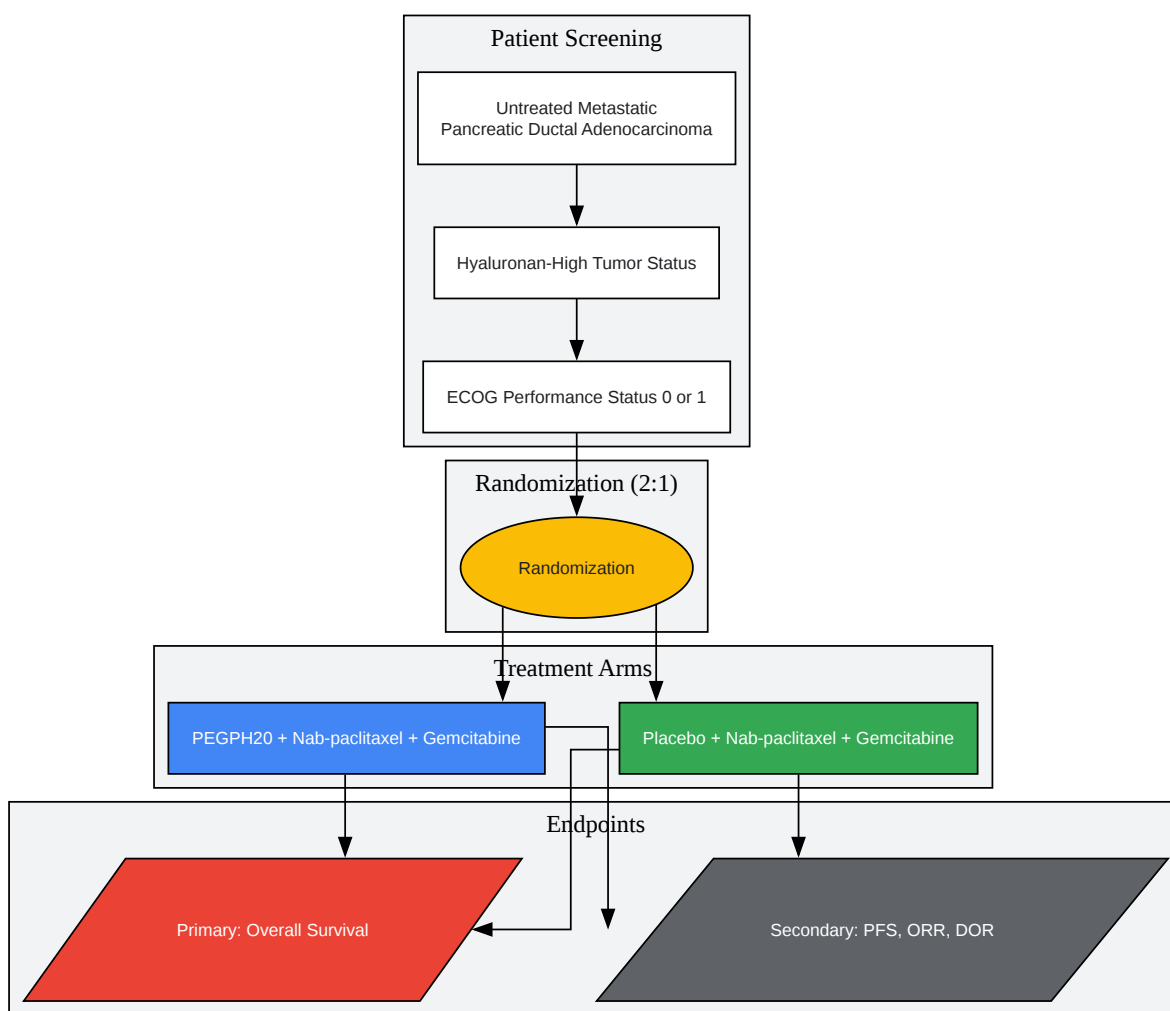 Patient Screening
Untreated Metastatic
Pancreatic Ductal Adenocarcinoma
Hyaluronan-High Tumor Status
ECOG Performance Status 0 or 1
Randomization (2:1)
Randomization
Treatment Arms
PEGPH20 + Nab-paclitaxel + Gemcitabine
Placebo + Nab-paclitaxel + Gemcitabine
Endpoints
Primary: Overall Survival
Secondary: PFS, ORR, DOR